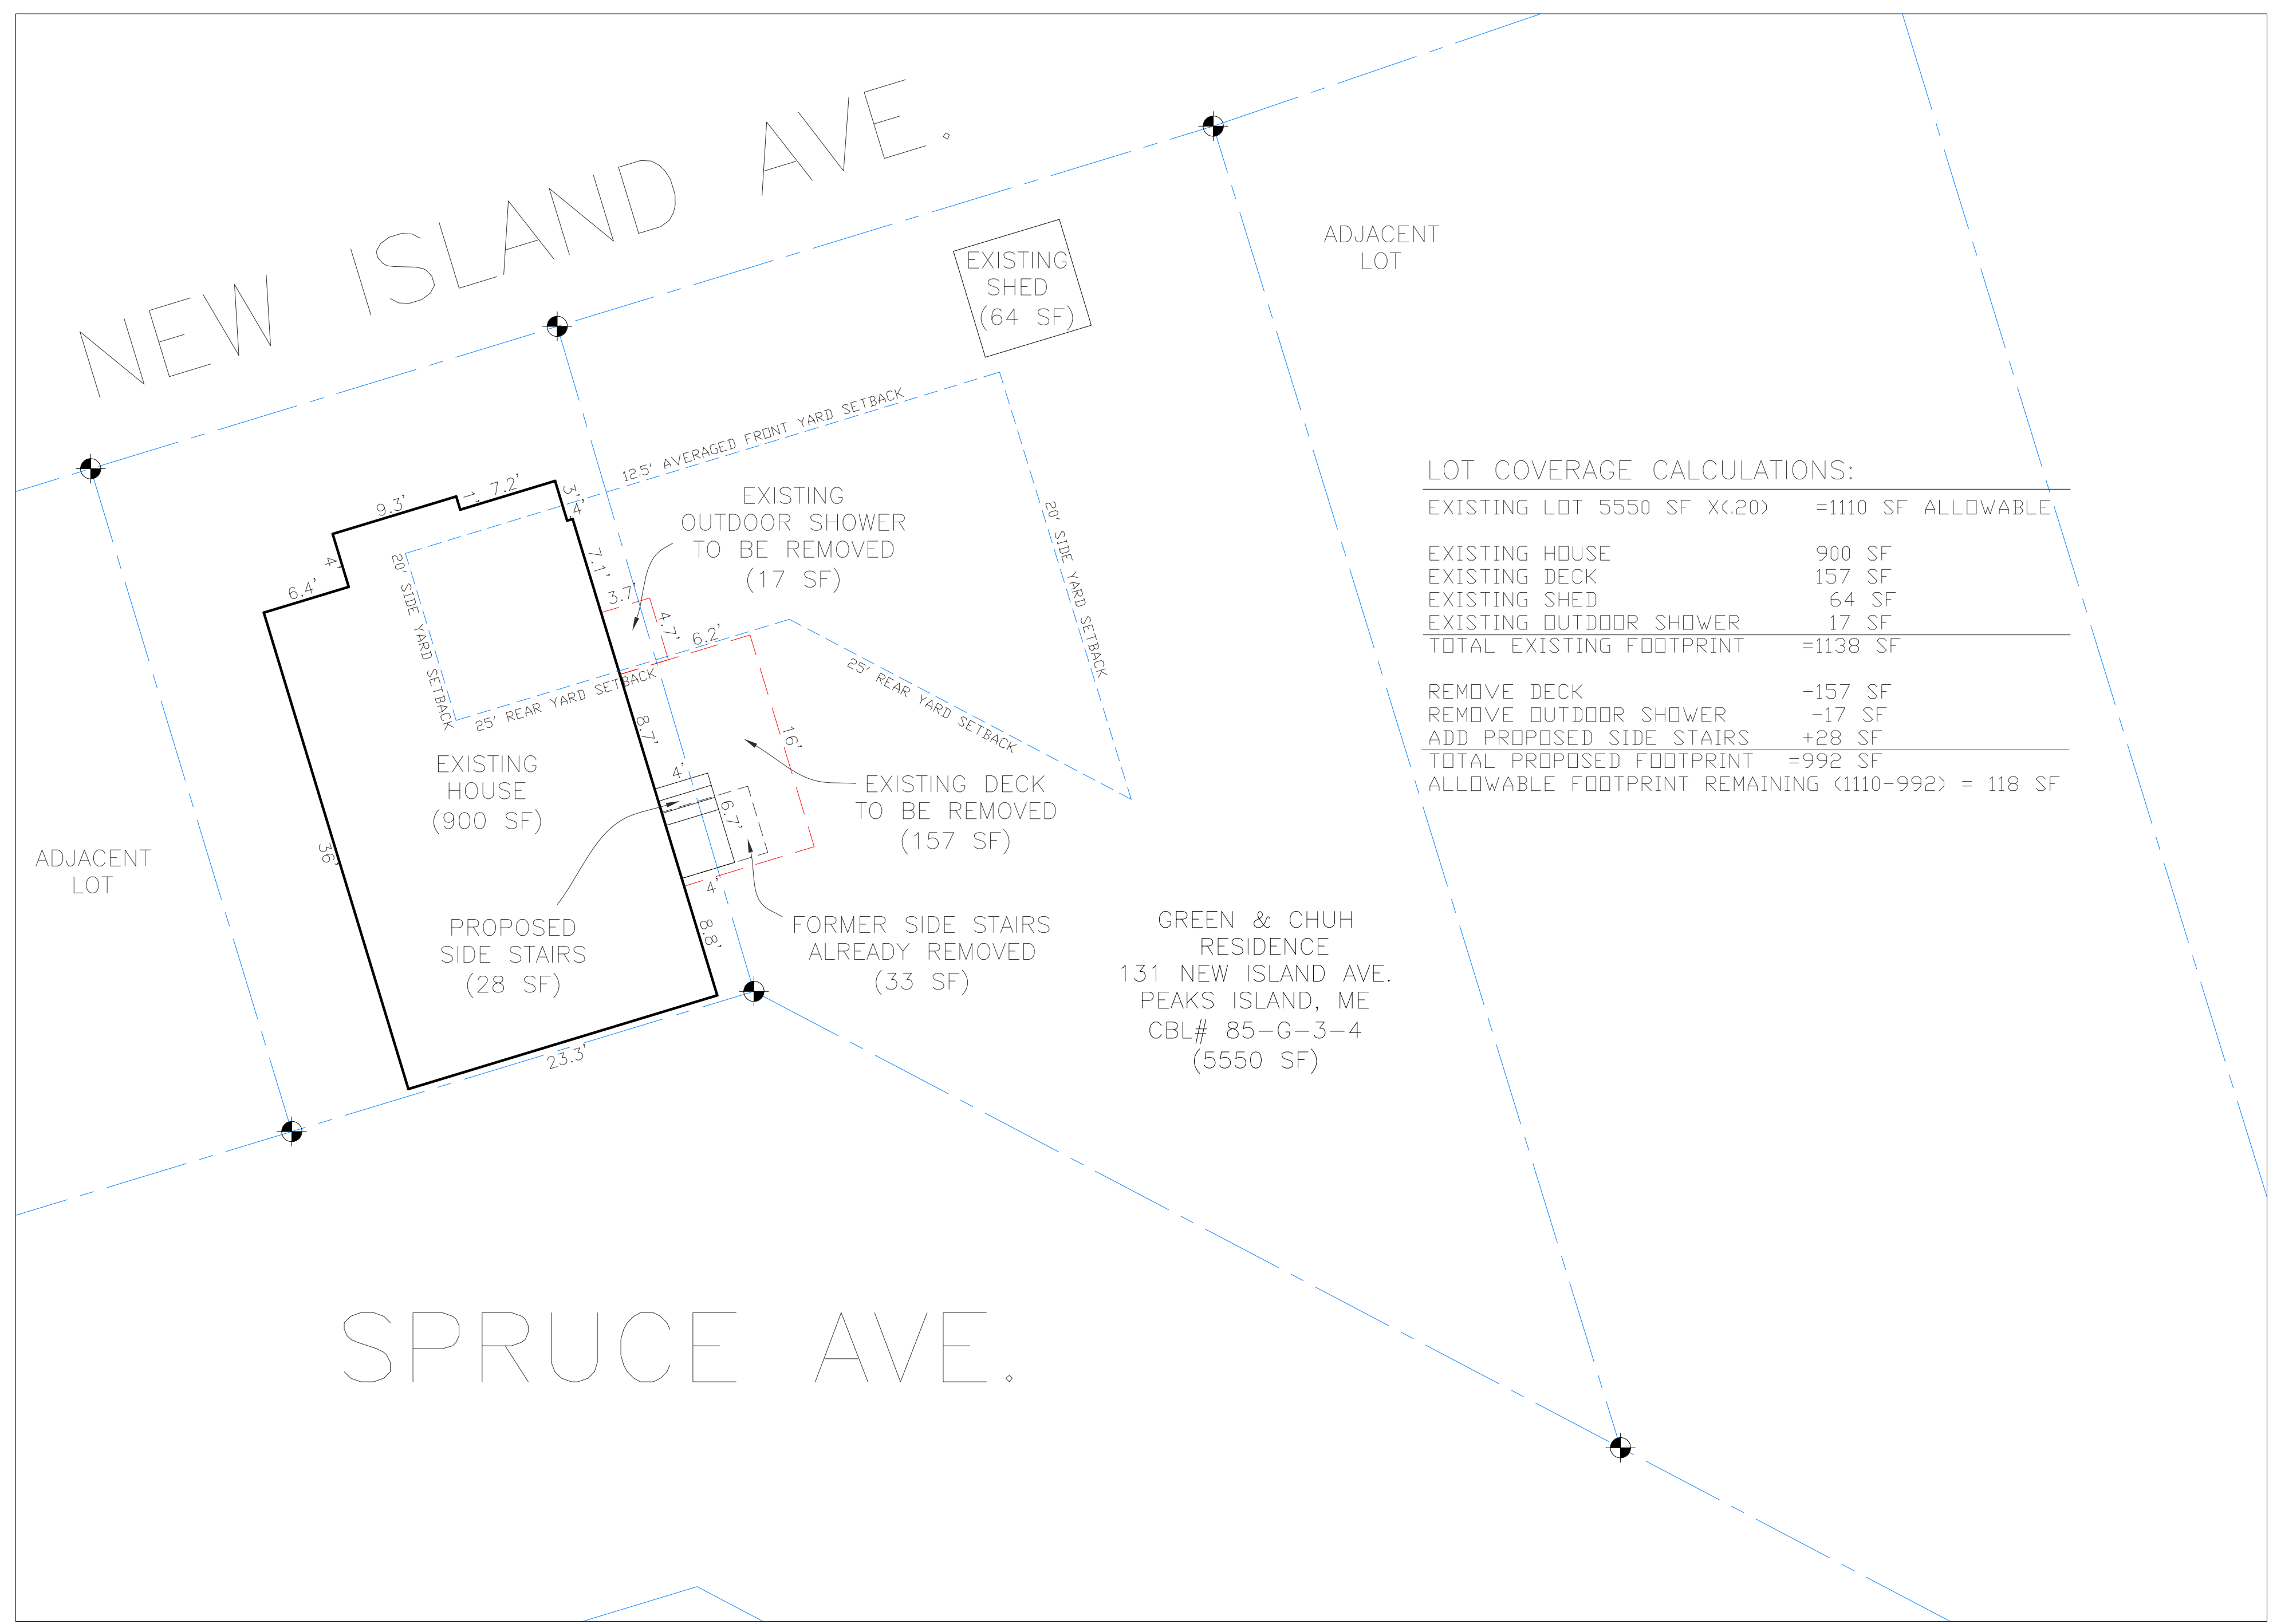 NEW ISLAND AVE.
EXISTING
SHED
(64 SF)
ADJACENT
LOT
12.5' AVERAGED FRONT YARD SETBACK
9.3'
1'
7.2'
3'
.4'
4'
6.4'
7.1'
3.7'
4.7'
6.2'
EXISTING
OUTDOOR SHOWER
TO BE REMOVED
(17 SF)
20' SIDE YARD SETBACK
20' SIDE YARD SETBACK
25' REAR YARD SETBACK
25' REAR YARD SETBACK
8.7'
16'
EXISTING
HOUSE
(900 SF)
4'
6.7'
4'
EXISTING DECK
TO BE REMOVED
(157 SF)
36'
ADJACENT
LOT
PROPOSED
SIDE STAIRS
(28 SF)
8.8'
FORMER SIDE STAIRS
ALREADY REMOVED
(33 SF)
23.3'
GREEN & CHUH
RESIDENCE
131 NEW ISLAND AVE.
PEAKS ISLAND, ME
CBL# 85-G-3-4
(5550 SF)
LOT COVERAGE CALCULATIONS:
EXISTING LOT 5550 SF X(.20) =1110 SF ALLOWABLE
EXISTING HOUSE 900 SF
EXISTING DECK 157 SF
EXISTING SHED 64 SF
EXISTING OUTDOOR SHOWER 17 SF
TOTAL EXISTING FOOTPRINT =1138 SF
REMOVE DECK -157 SF
REMOVE OUTDOOR SHOWER -17 SF
ADD PROPOSED SIDE STAIRS +28 SF
TOTAL PROPOSED FOOTPRINT =992 SF
ALLOWABLE FOOTPRINT REMAINING (1110-992) = 118 SF
SPRUCE AVE.